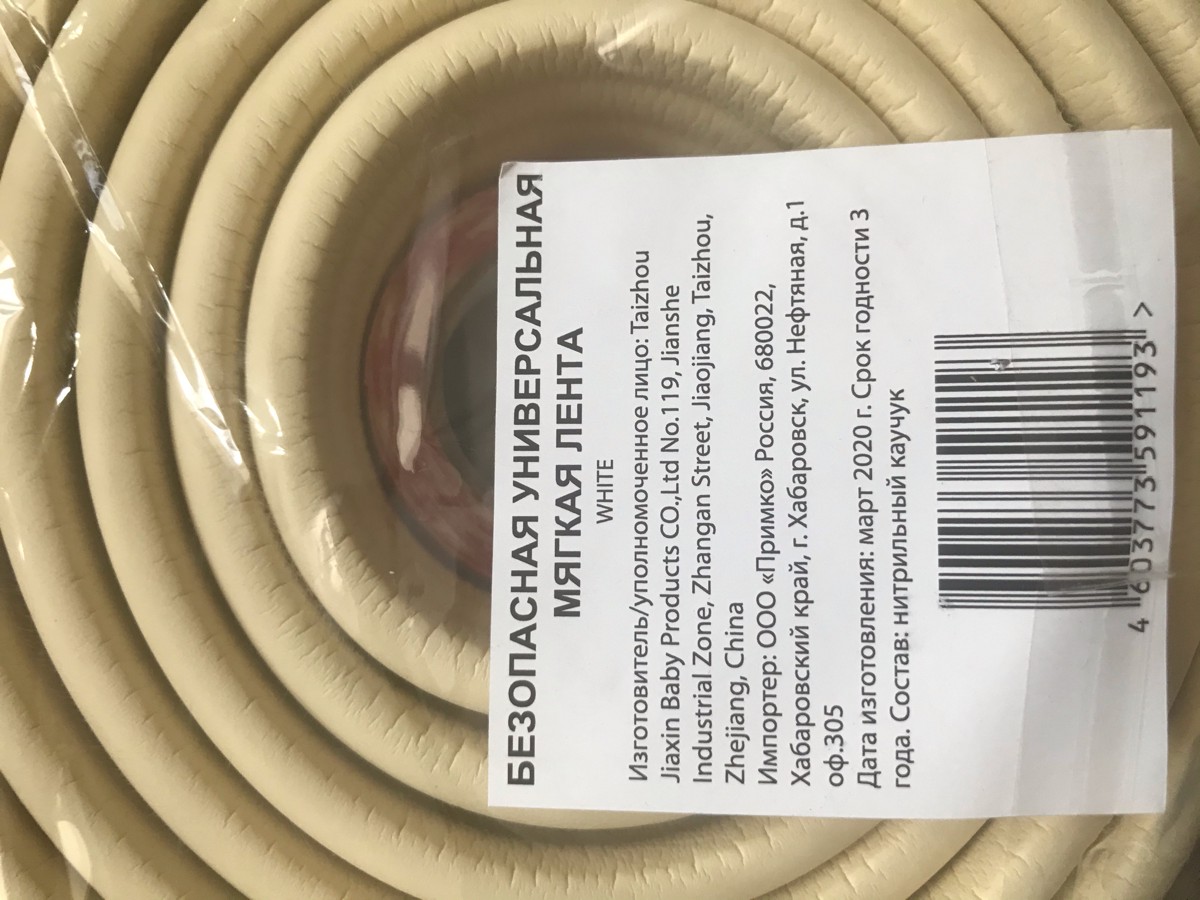 БЕЗОПАСНАЯ УНИВЕРСАЛЬНАЯ
МЯГКАЯ ЛЕНТА
WHITE
Изготовитель/уполномоченное лицо: Taizhou
Jiaxin Baby Products CO.,Ltd No.119, Jianshe
Industrial Zone, Zhangan Street, Jiaojiang, Taizhou,
Zhejiang, China
Импортер: ООО «Примко» Россия, 680022,
Хабаровский край, г. Хабаровск, ул. Нефтяная, д.1
оф.305
Дата изготовления: март 2020 г. Срок годности 3
года. Состав: нитрильный каучук
4 603773 591193 >